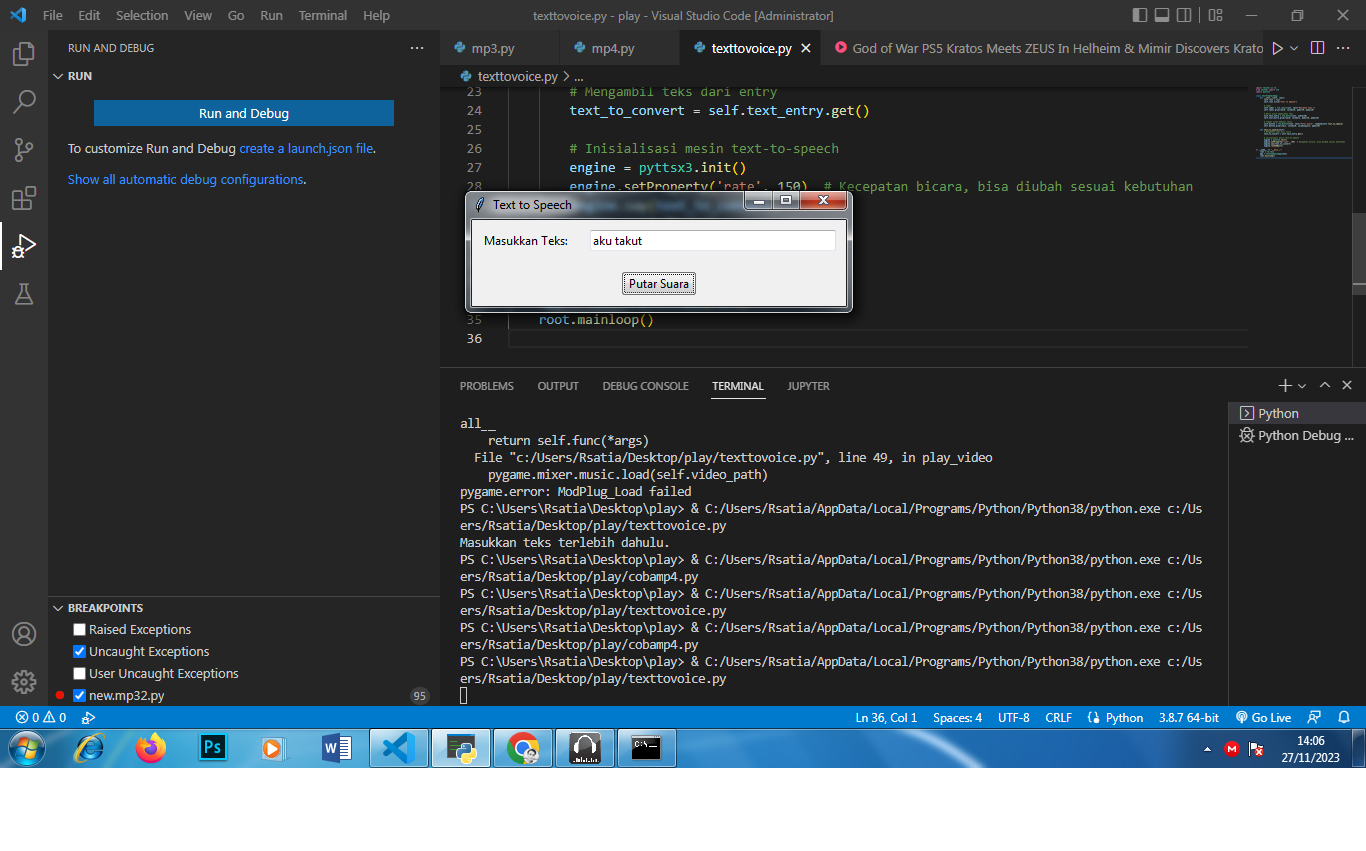 File Edit Selection View Go Run Terminal Help texttovoice.py - play - Visual Studio Code [Administrator]
RUN AND DEBUG
RUN
Run and Debug
To customize Run and Debug create a launch.json file.
Show all automatic debug configurations.
BREAKPOINTS
Raised Exceptions
Uncaught Exceptions
User Uncaught Exceptions
new.mp32.py 95
mp3.py mp4.py texttovoice.py God of War PS5 Kratos Meets ZEUS In Helheim & Mimir Discovers Krato
texttovoice.py > ...
23 # Mengambil teks dari entry
24 text_to_convert = self.text_entry.get()
25
26 # Inisialisasi mesin text-to-speech
27 engine = pyttsx3.init()
28 engine.setProperty('rate', 150) # Kecepatan bicara, bisa diubah sesuai kebutuhan
Text to Speech
Masukkan Teks: aku takut
Putar Suara
35 root.mainloop()
36
PROBLEMS OUTPUT DEBUG CONSOLE TERMINAL JUPYTER
all__
return self.func(*args)
File "c:/Users/Rsatia/Desktop/play/texttovoice.py", line 49, in play_video
pygame.mixer.music.load(self.video_path)
pygame.error: ModPlug_Load failed
PS C:\Users\Rsatia\Desktop\play> & C:/Users/Rsatia/AppData/Local/Programs/Python/Python38/python.exe c:/Us
ers/Rsatia/Desktop/play/texttovoice.py
Masukkan teks terlebih dahulu.
PS C:\Users\Rsatia\Desktop\play> & C:/Users/Rsatia/AppData/Local/Programs/Python/Python38/python.exe c:/Us
ers/Rsatia/Desktop/play/cobamp4.py
PS C:\Users\Rsatia\Desktop\play> & C:/Users/Rsatia/AppData/Local/Programs/Python/Python38/python.exe c:/Us
ers/Rsatia/Desktop/play/texttovoice.py
PS C:\Users\Rsatia\Desktop\play> & C:/Users/Rsatia/AppData/Local/Programs/Python/Python38/python.exe c:/Us
ers/Rsatia/Desktop/play/cobamp4.py
PS C:\Users\Rsatia\Desktop\play> & C:/Users/Rsatia/AppData/Local/Programs/Python/Python38/python.exe c:/Us
ers/Rsatia/Desktop/play/texttovoice.py
Python
Python Debug ...
0 0 Ln 36, Col 1 Spaces: 4 UTF-8 CRLF Python 3.8.7 64-bit Go Live
Ps W C:\_ M
14:06
27/11/2023